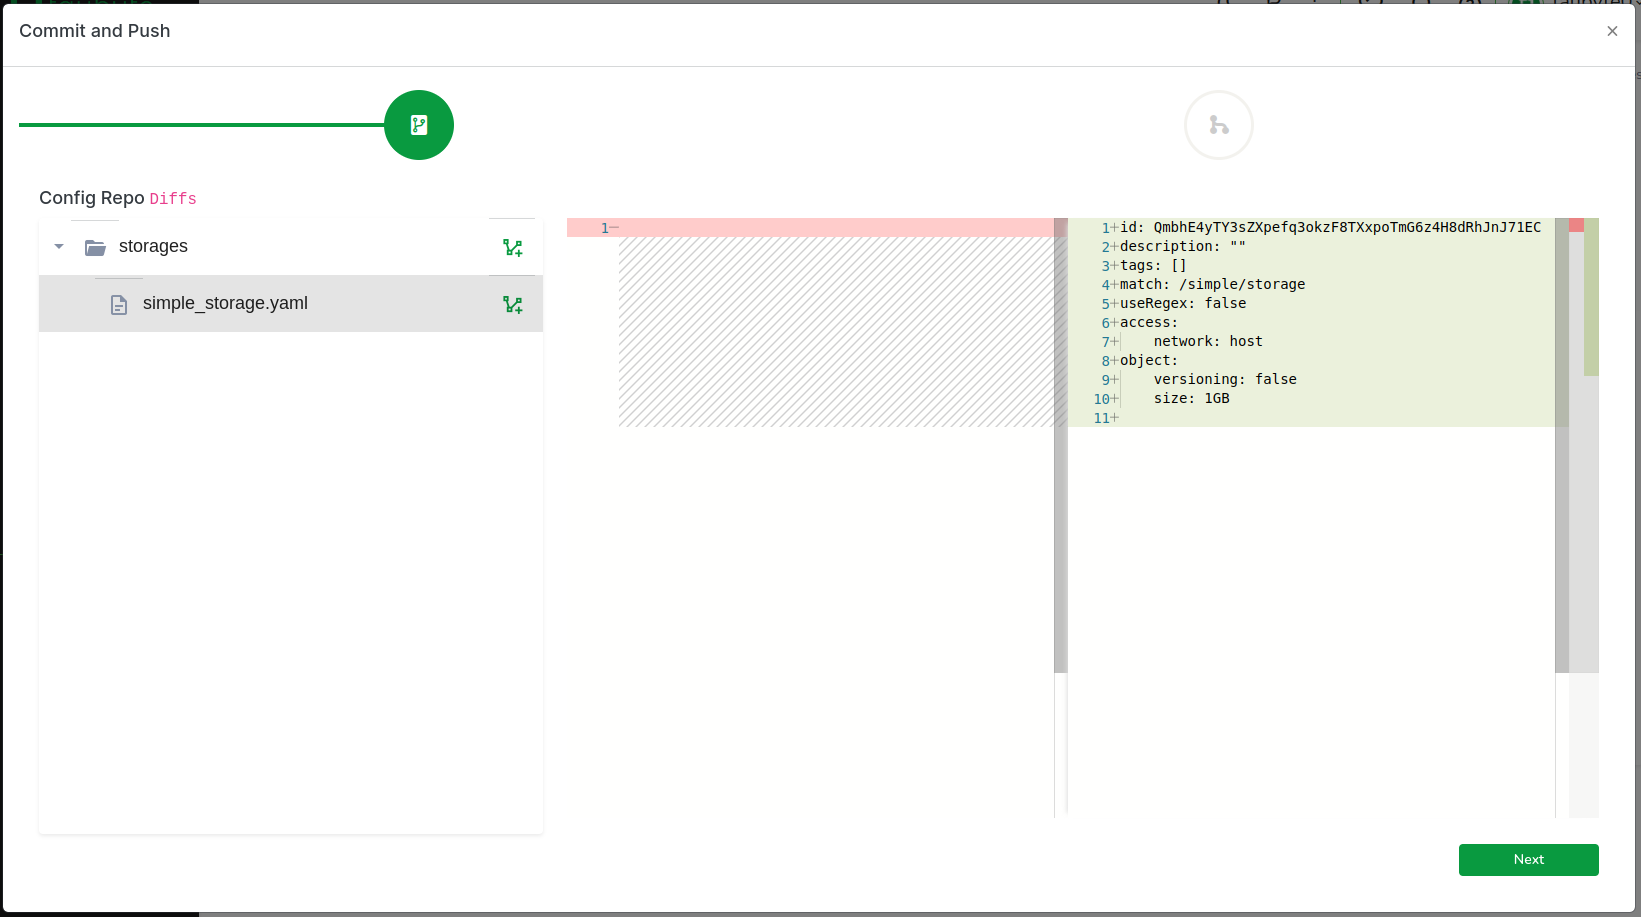 Commit and Push
Config Repo Diffs
storages
simple_storage.yaml
1
1 id: QmbhE4yTY3sZXpefq3okzF8TXxpoTmG6z4H8dRhJnJ71EC
2 description: ""
3 tags: []
4 match: /simple/storage
5 useRegex: false
6 access:
7     network: host
8 object:
9     versioning: false
10     size: 1GB
11
Next